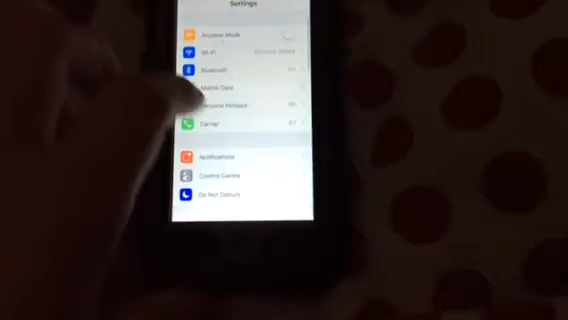 Settings
Airplane Mode
Wi-Fi
Bluetooth
Mobile Data
Personal Hotspot
Carrier
Notifications
Control Centre
Do Not Disturb